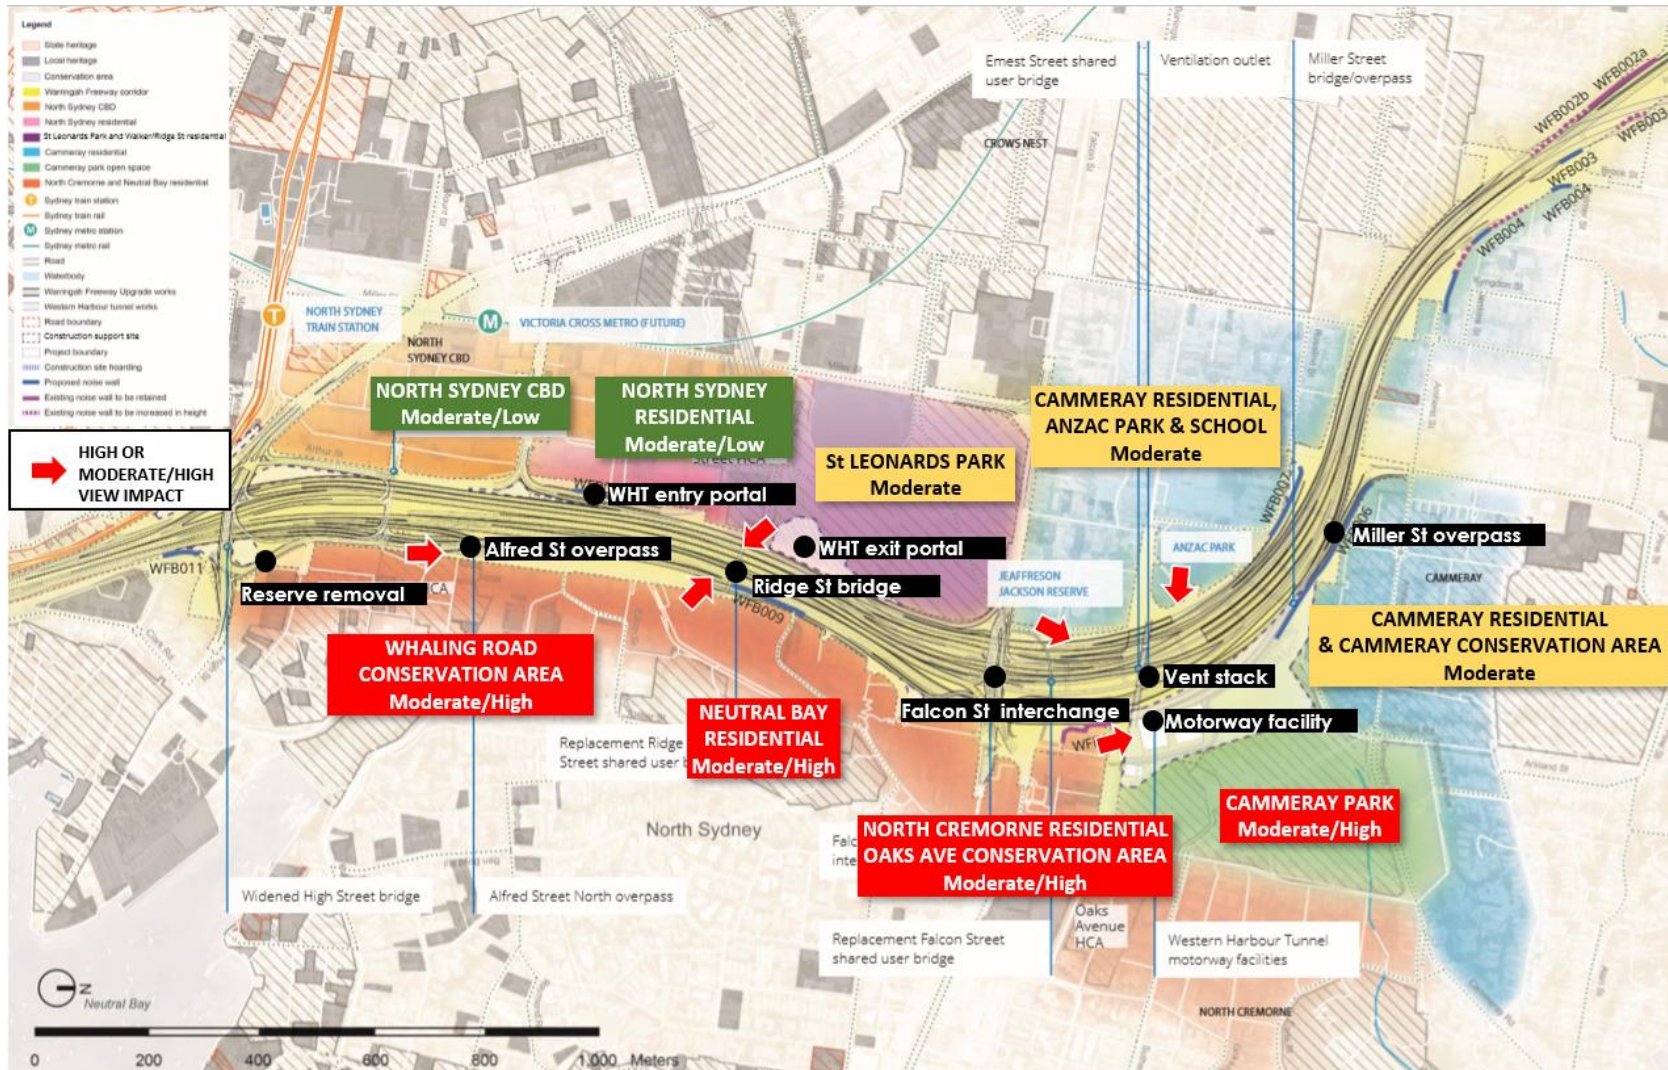 Legend
State heritage
Local heritage
Conservation area
Warringah Freeway corridor
North Sydney CBD
North Sydney residential
St Leonards Park and Walker/Ridge St residential
Cammeray residential
Cammeray park open space
North Cremorne and Neutral Bay residential
T Sydney train station
Sydney train rail
M Sydney metro station
Sydney metro rail
Road
Waterbody
Warringah Freeway Upgrade works
Western Harbour tunnel works
Road boundary
Construction support site
Project boundary
Construction site hoarding
Proposed noise wall
Existing noise wall to be retained
Existing noise wall to be increased in height
HIGH OR
MODERATE/HIGH
VIEW IMPACT
Ernest Street shared
user bridge
Ventilation outlet
Miller Street
bridge/overpass
WFB002a
WFB002b
WFB003
WFB003
WFB004
WFB004
CROWS NEST
T
NORTH SYDNEY
TRAIN STATION
M
VICTORIA CROSS METRO (FUTURE)
NORTH
SYDNEY CBD
NORTH SYDNEY CBD
Moderate/Low
NORTH SYDNEY
RESIDENTIAL
Moderate/Low
St LEONARDS PARK
Moderate
CAMMERAY RESIDENTIAL,
ANZAC PARK & SCHOOL
Moderate
WHT entry portal
WHT exit portal
Alfred St overpass
Ridge St bridge
Reserve removal
Miller St overpass
ANZAC PARK
JEAFFRESON
JACKSON RESERVE
CAMMERAY
WFB011
WFB009
CAMMERAY RESIDENTIAL
& CAMMERAY CONSERVATION AREA
Moderate
WHALING ROAD
CONSERVATION AREA
Moderate/High
Vent stack
Falcon St interchange
Motorway facility
NEUTRAL BAY
RESIDENTIAL
Moderate/High
Replacement Ridge
Street shared user
CAMMERAY PARK
Moderate/High
North Sydney
NORTH CREMORNE RESIDENTIAL
OAKS AVE CONSERVATION AREA
Moderate/High
Widened High Street bridge
Alfred Street North overpass
Oaks
Avenue
HCA
Replacement Falcon Street
shared user bridge
Western Harbour Tunnel
motorway facilities
NORTH CREMORNE
Z
Neutral Bay
0 200 400 600 800 1,000 Meters